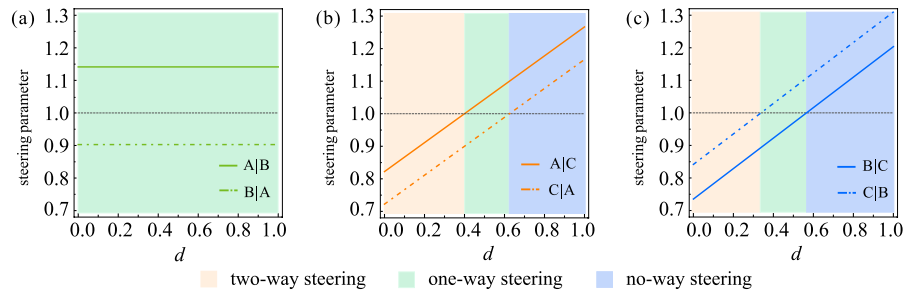 (a)
steering parameter
1.3
1.2
1.1
1.0
0.9
0.8
0.7
A|B
B|A
0.0 0.2 0.4 0.6 0.8 1.0
d
(b)
steering parameter
1.3
1.2
1.1
1.0
0.9
0.8
0.7
A|C
C|A
0.0 0.2 0.4 0.6 0.8 1.0
d
(c)
steering parameter
1.3
1.2
1.1
1.0
0.9
0.8
0.7
B|C
C|B
0.0 0.2 0.4 0.6 0.8 1.0
d
two-way steering one-way steering no-way steering